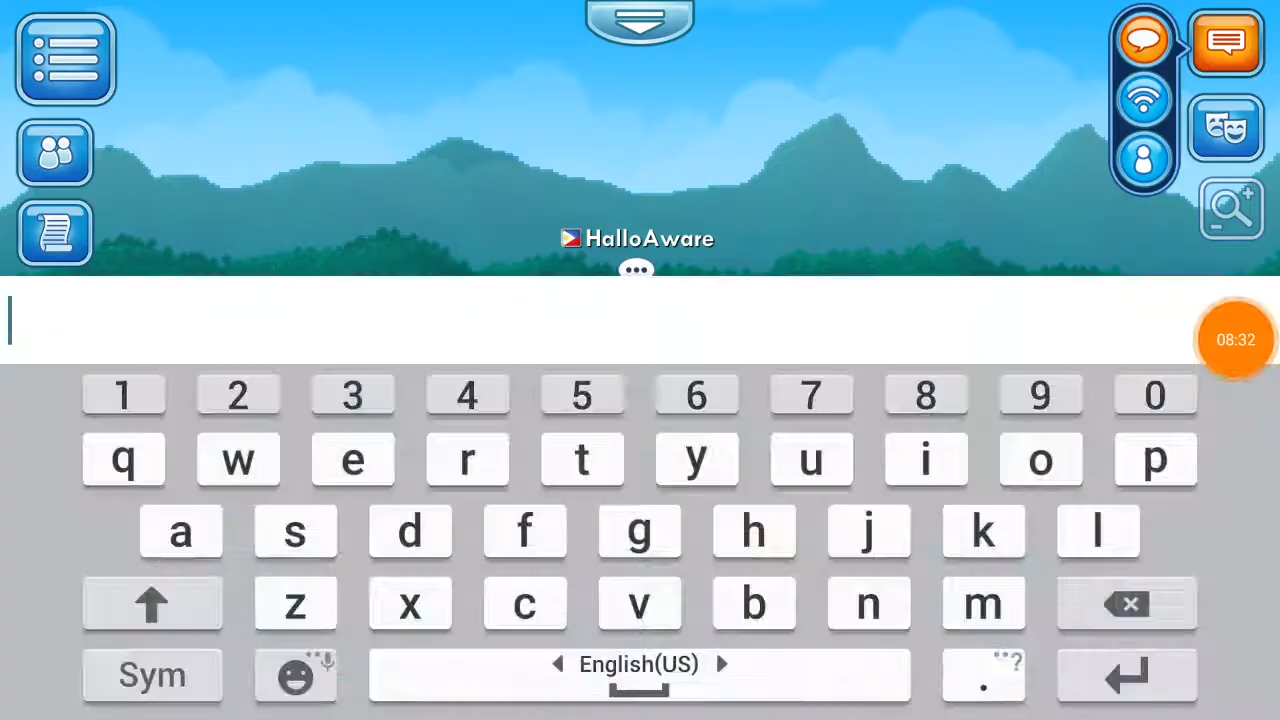 HalloAware
...
08:32
1 2 3 4 5 6 7 8 9 0
q w e r t y u i o p
a s d f g h j k l
z x c v b n m
Sym English(US) . ?